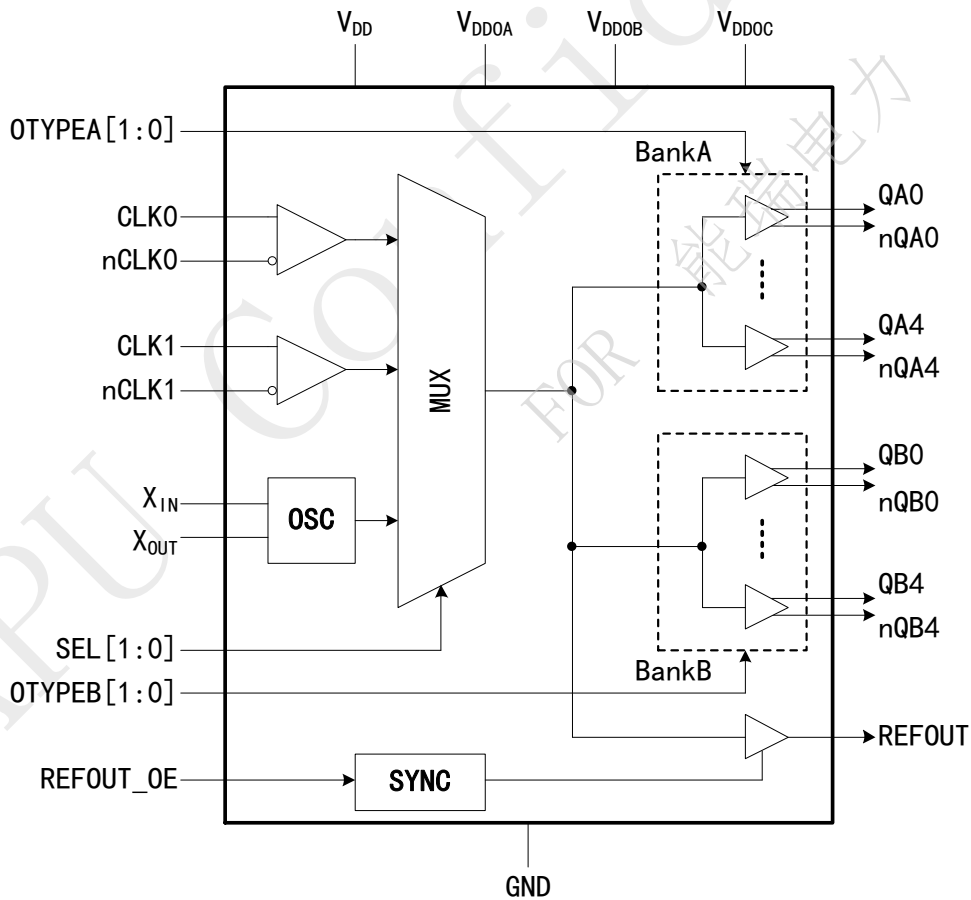 VDD
VDDOA
VDDOB
VDDOC
OTYPEA[1:0]
BankA
CLK0
nCLK0
QA0
nQA0
CLK1
nCLK1
QA4
nQA4
MUX
XIN
XOUT
OSC
QB0
nQB0
QB4
nQB4
SEL[1:0]
OTYPEB[1:0]
BankB
REFOUT
REFOUT_OE
SYNC
GND
FOR 能瑞电力